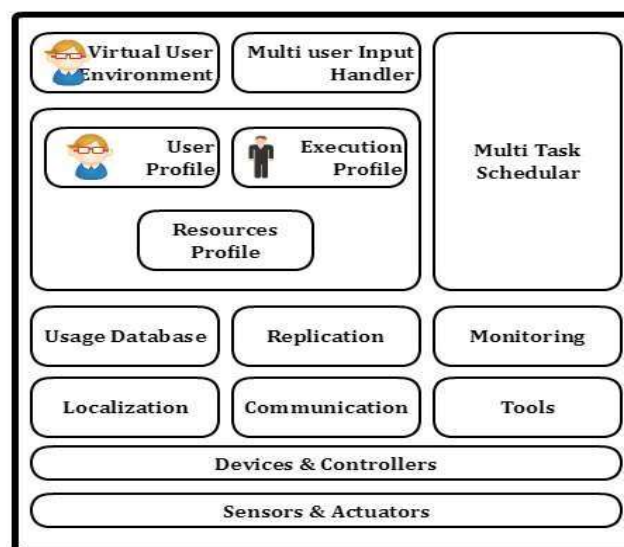 Virtual User
Environment
Multi user Input
Handler
Multi Task
Schedular
User
Profile
Execution
Profile
Resources
Profile
Usage Database
Replication
Monitoring
Localization
Communication
Tools
Devices & Controllers
Sensors & Actuators